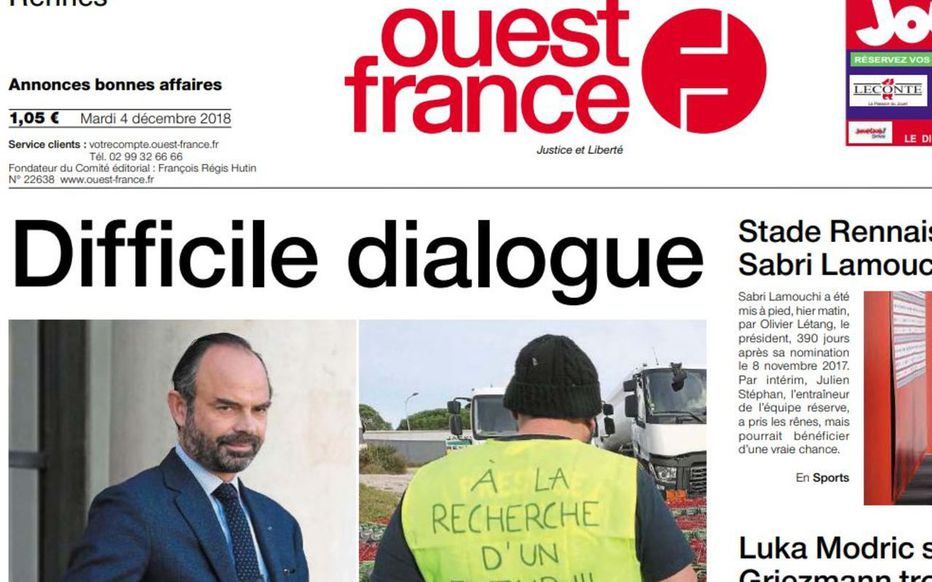 Rennes
Annonces bonnes affaires
1,05 € Mardi 4 décembre 2018
Service clients : votrecompte.ouest-france.fr
Tél. 02 99 32 66 66
Fondateur du Comité éditorial : François Régis Hutin
N° 22638 www.ouest-france.fr
ouest
france
Justice et Liberté
RÉSERVEZ VOS
LECONTE
La Passion du Jouet
LE
Difficile dialogue
À LA
RECHERCHE
D'UN
Stade Rennais
Sabri Lamouc
Sabri Lamouchi a été
mis à pied, hier matin,
par Olivier Létang, le
président, 390 jours
après sa nomination
le 8 novembre 2017.
Par intérim, Julien
Stéphan, l'entraîneur
de l'équipe réserve,
a pris les rênes, mais
pourrait bénéficier
d'une vraie chance.
En Sports
Luka Modric s
Griezmann tro